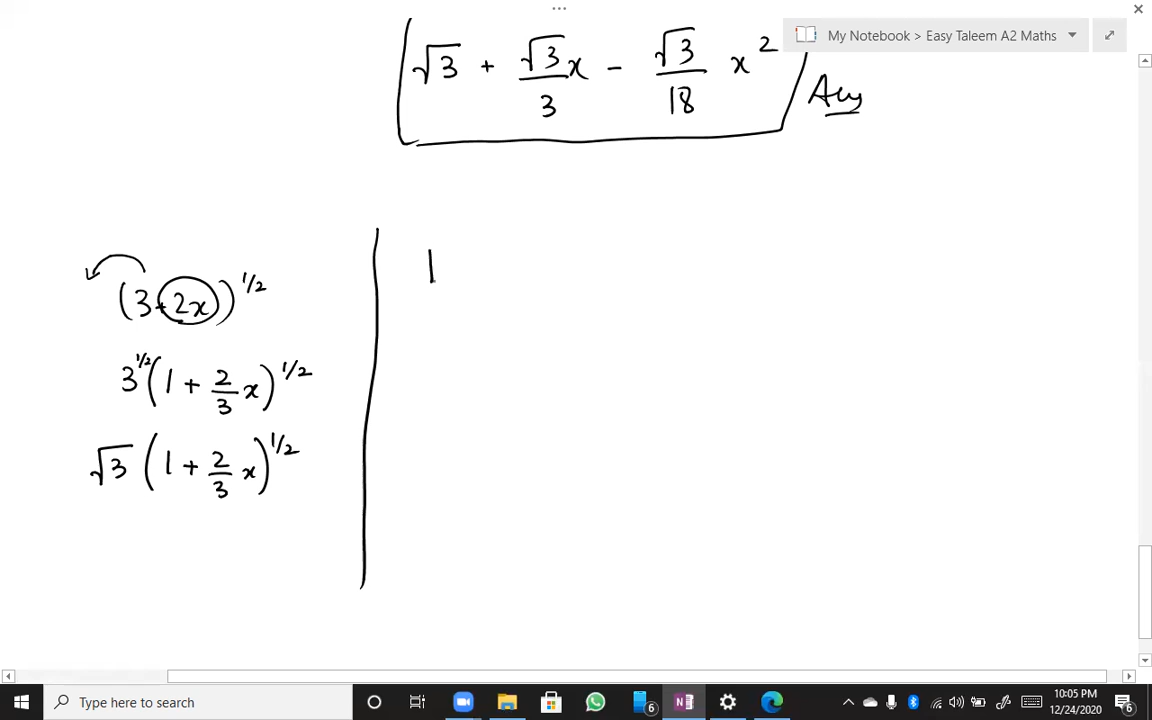 My Notebook > Easy Taleem A2 Maths
√3 + √3/3 x - √3/18 x²
Ans
(3+2x)^1/2
3^1/2 (1 + 2/3 x)^1/2
√3 (1 + 2/3 x)^1/2
1
Type here to search
6
10:05 PM
12/24/2020
6